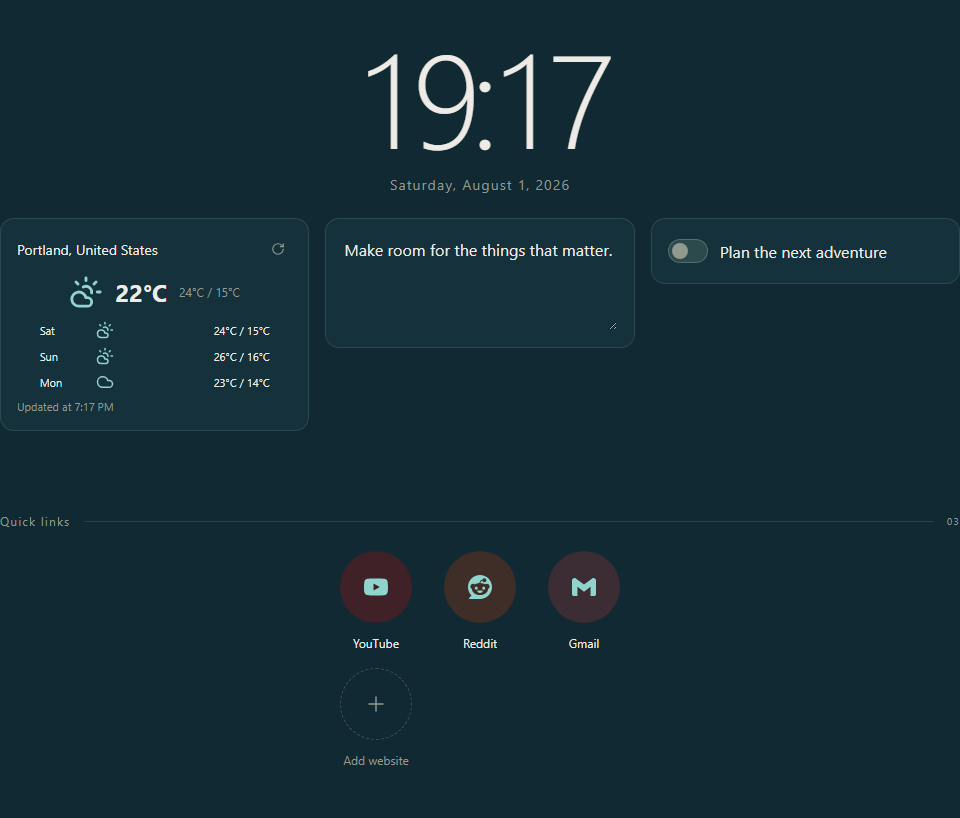 19:17
Saturday, August 1, 2026
Portland, United States
22°C 24°C / 15°C
Sat 24°C / 15°C
Sun 26°C / 16°C
Mon 23°C / 14°C
Updated at 7:17 PM
Make room for the things that matter.
Plan the next adventure
Quick links 03
YouTube Reddit Gmail
Add website